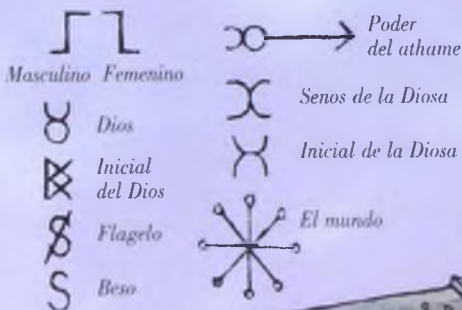 Masculino Femenino
Dios
Inicial
del Dios
Flagelo
Beso
Poder
del athame
Senos de la Diosa
Inicial de la Diosa
El mundo